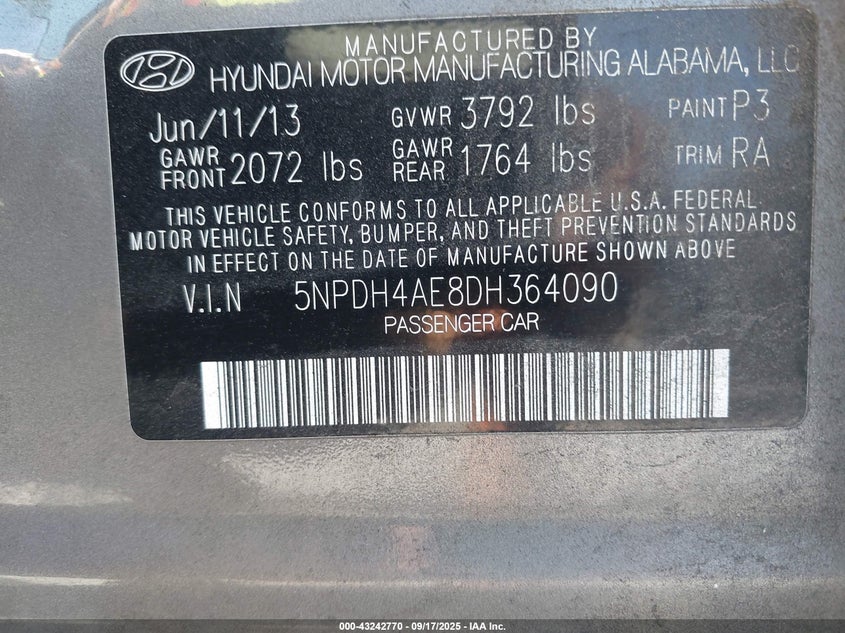 MANUFACTURED BY
HYUNDAI MOTOR MANUFACTURING ALABAMA, LLC
Jun/11/13 GVWR 3792 lbs PAINT P3
GAWR FRONT 2072 lbs GAWR REAR 1764 lbs TRIM RA
THIS VEHICLE CONFORMS TO ALL APPLICABLE U.S.A. FEDERAL
MOTOR VEHICLE SAFETY, BUMPER, AND THEFT PREVENTION STANDARDS
IN EFFECT ON THE DATE OF MANUFACTURE SHOWN ABOVE
V.I.N 5NPDH4AE8DH364090
PASSENGER CAR
000-43242770 - 09/17/2025 - IAA Inc.